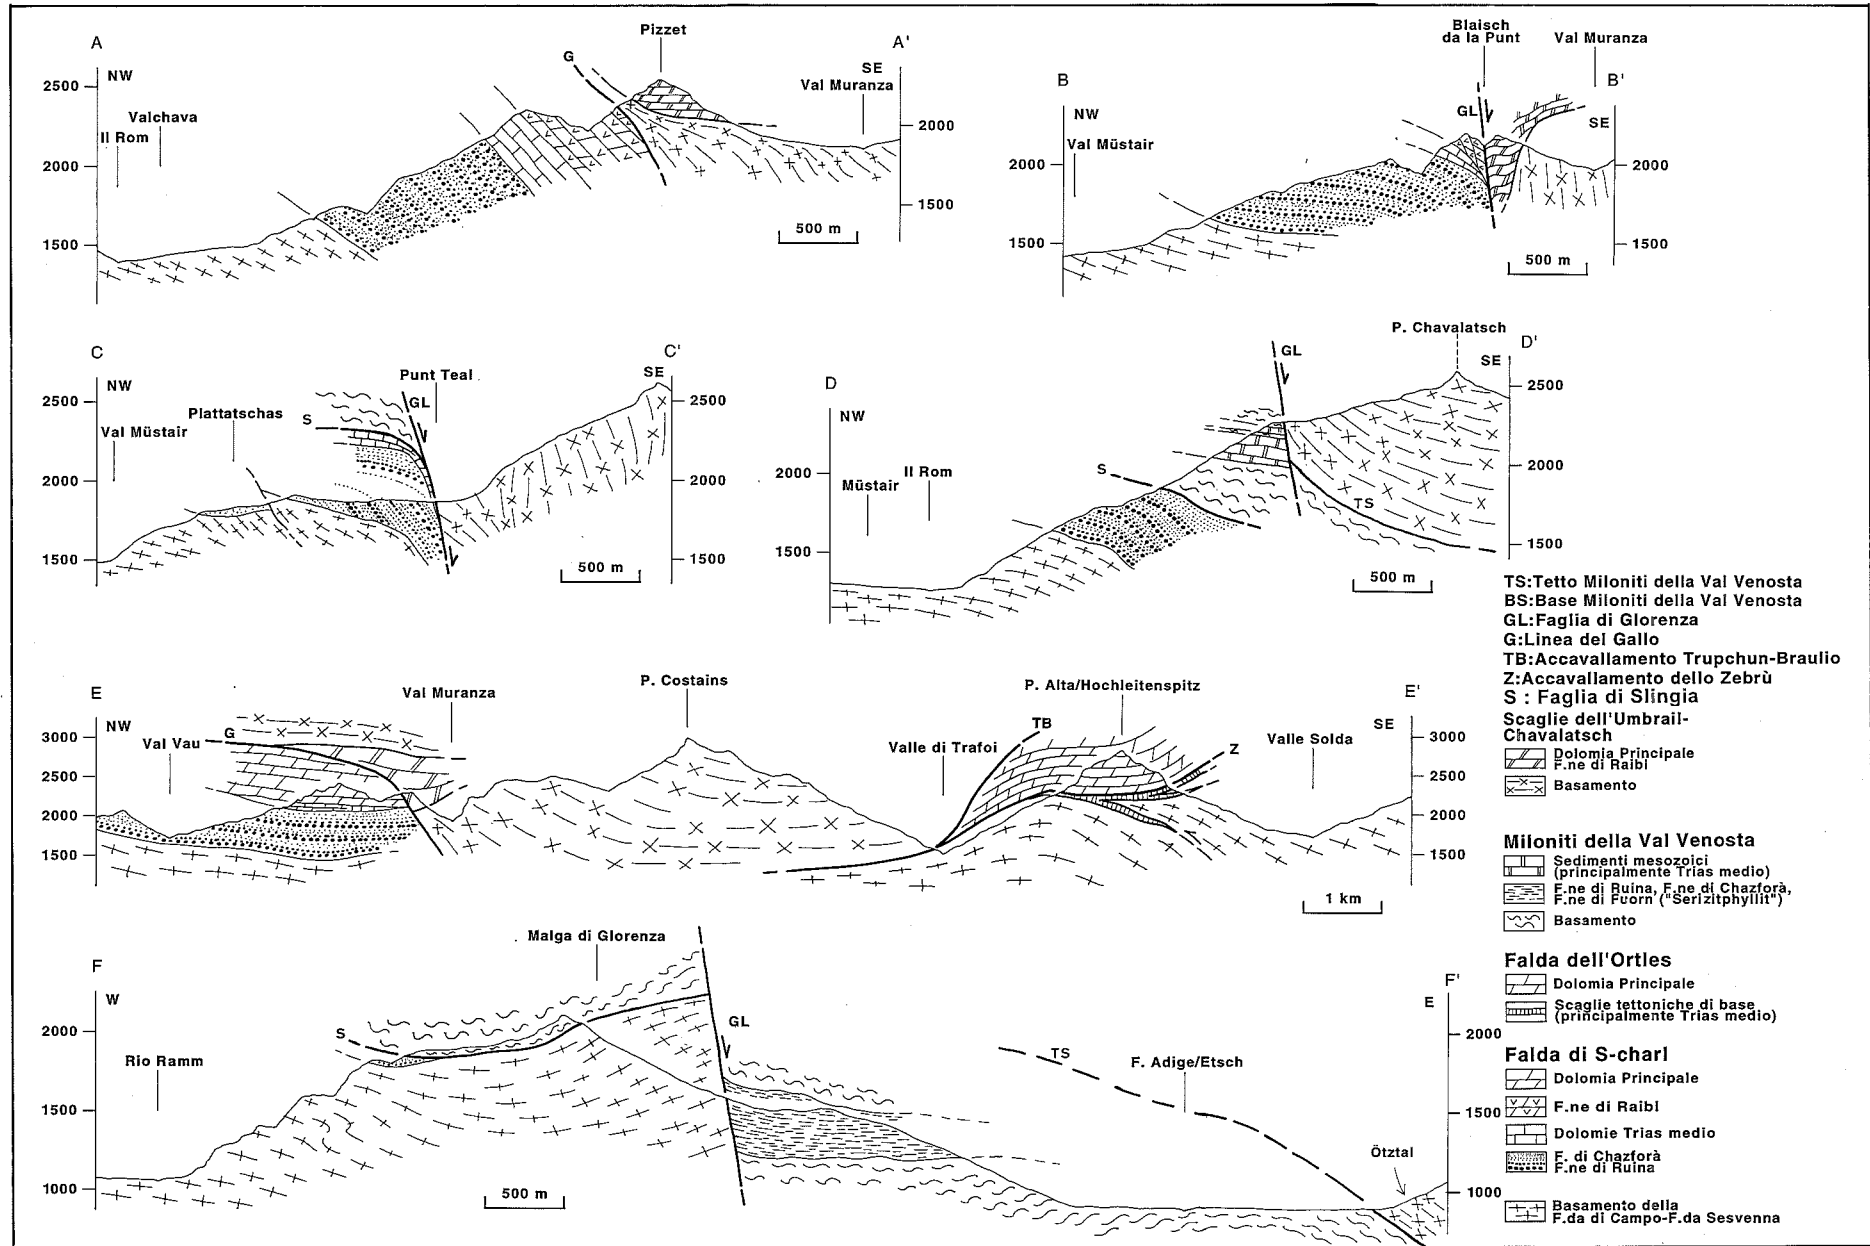 A
A'
NW
SE
Pizzet
G
Val Muranza
Valchava
Il Rom
2500
2000
1500
2000
1500
500 m
B
B'
NW
SE
Blaisch
da la Punt
Val Muranza
GL
Val Müstair
2000
1500
2000
1500
500 m
C
C'
NW
SE
Punt Teal
GL
Plattatschas
S
Val Müstair
2500
2000
1500
2500
2000
1500
500 m
D
D'
NW
SE
P. Chavalatsch
GL
Il Rom
Müstair
S
TS
2000
1500
2500
2000
1500
500 m
E
E'
NW
SE
Val Vau
G
Val Muranza
P. Costains
Valle di Trafoi
TB
P. Alta/Hochleitenspitz
Z
Valle Solda
3000
2500
2000
1500
3000
2500
2000
1500
1 km
F
F'
W
E
Malga di Glorenza
S
GL
Rio Ramm
TS
F. Adige/Etsch
Ötztal
2000
1500
1000
2000
1500
1000
500 m
TS:Tetto Miloniti della Val Venosta
BS:Base Miloniti della Val Venosta
GL:Faglia di Glorenza
G:Linea del Gallo
TB:Accavallamento Trupchun-Braulio
Z:Accavallamento dello Zebrù
S : Faglia di Slingia
Scaglie dell'Umbrail-
Chavalatsch
Dolomia Principale
F.ne di Raibl
Basamento
Miloniti della Val Venosta
Sedimenti mesozoici
(principalmente Trias medio)
F.ne di Ruina, F.ne di Chazforà,
F.ne di Fuorn ("Serizitphyllit")
Basamento
Falda dell'Ortles
Dolomia Principale
Scaglie tettoniche di base
(principalmente Trias medio)
Falda di S-charl
Dolomia Principale
F.ne di Raibl
Dolomie Trias medio
F. di Chazforà
F.ne di Ruina
Basamento della
F.da di Campo-F.da Sesvenna